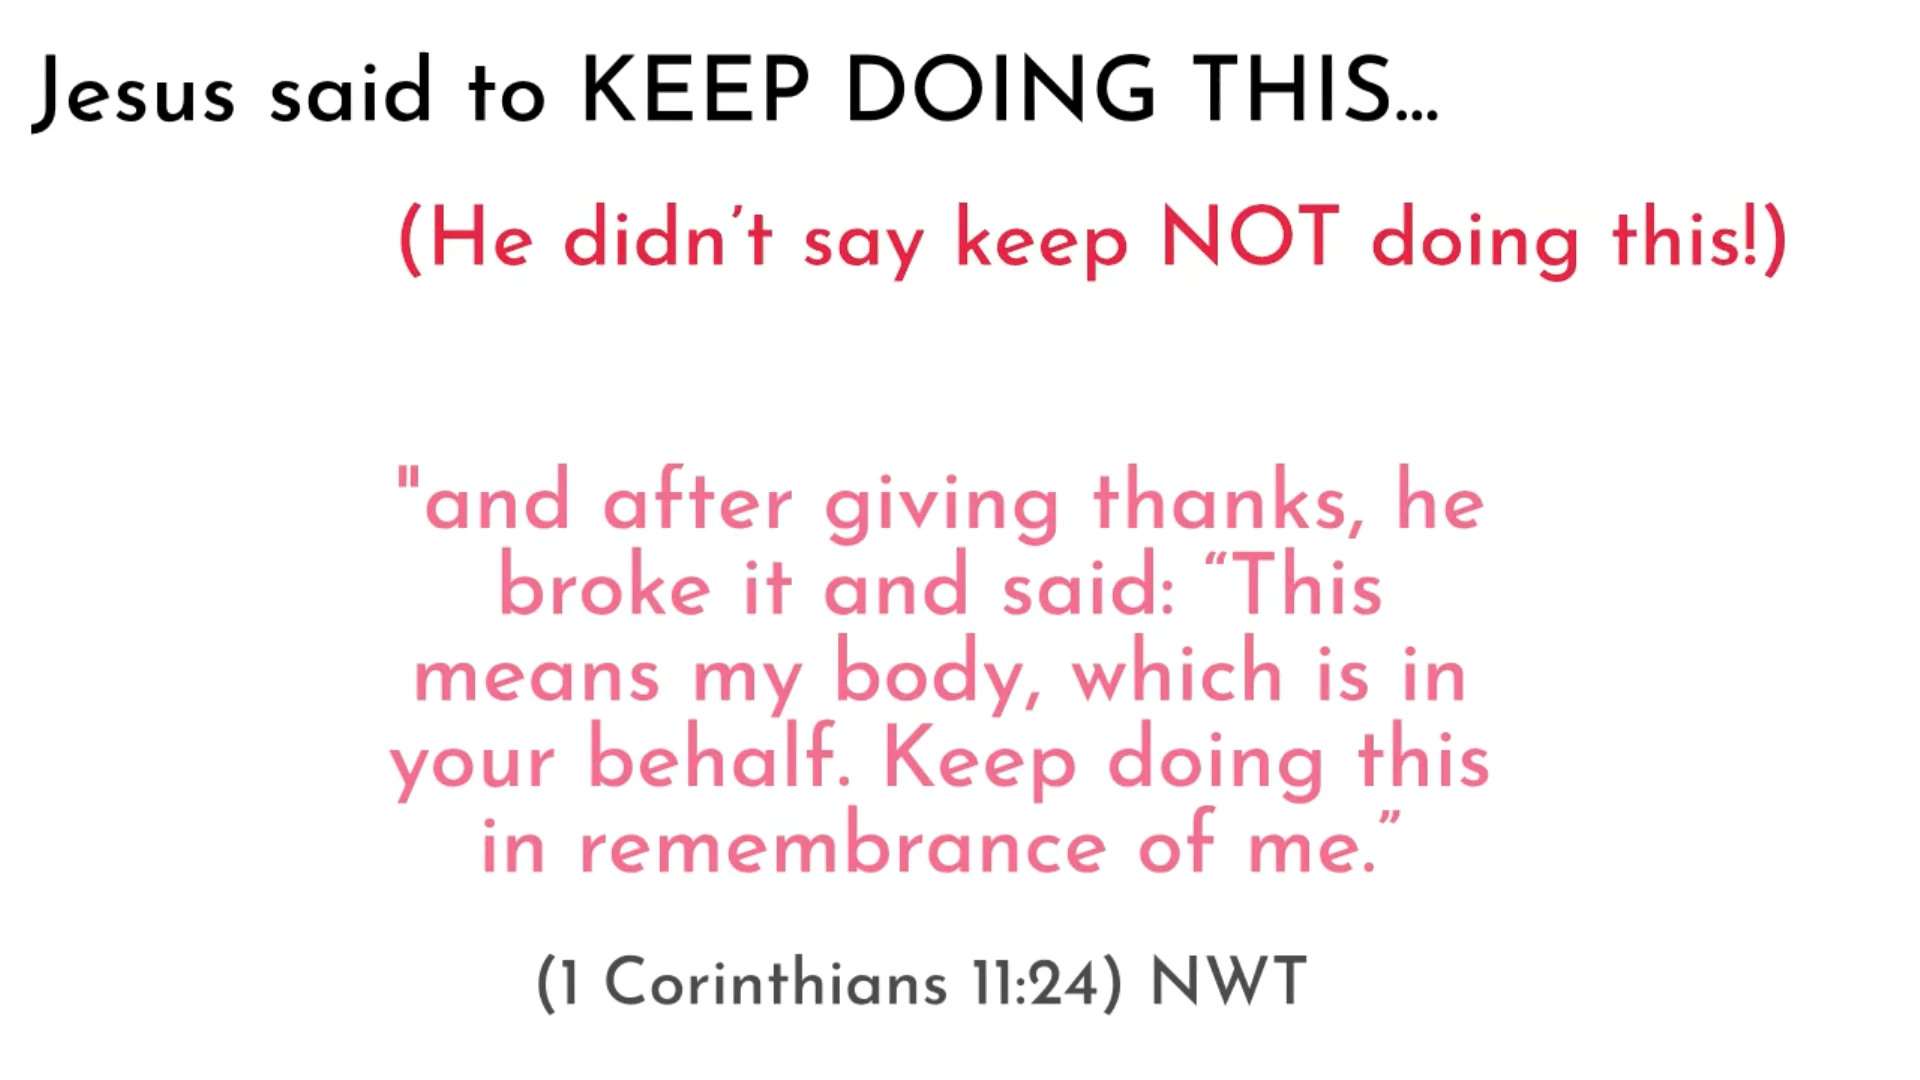 Jesus said to KEEP DOING THIS...
(He didn’t say keep NOT doing this!)
"and after giving thanks, he
broke it and said: “This
means my body, which is in
your behalf. Keep doing this
in remembrance of me.”
(1 Corinthians 11:24) NWT